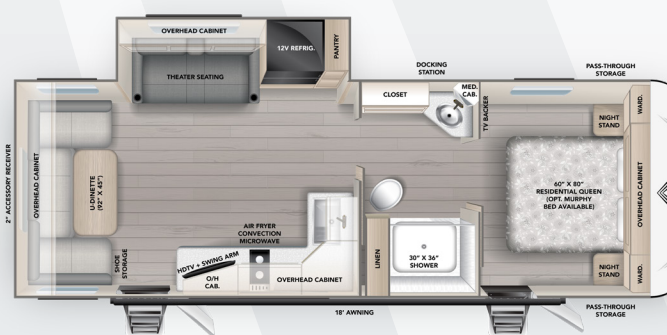 OVERHEAD CABINET
12V REFRIG.
PANTRY
THEATER SEATING
DOCKING
STATION
PASS-THROUGH
STORAGE
CLOSET
MED.
CAB.
TV BACKER
WARD.
NIGHT
STAND
2" ACCESSORY RECEIVER
OVERHEAD CABINET
U-DINETTE
(92" X 45")
60" X 80"
RESIDENTIAL QUEEN
(OPT. MURPHY
BED AVAILABLE)
OVERHEAD CABINET
AIR FRYER
CONVECTION
MICROWAVE
SHOE
STORAGE
HDTV + SWING ARM
O/H
CAB.
OVERHEAD CABINET
LINEN
30" X 36"
SHOWER
NIGHT
STAND
WARD.
18' AWNING
PASS-THROUGH
STORAGE